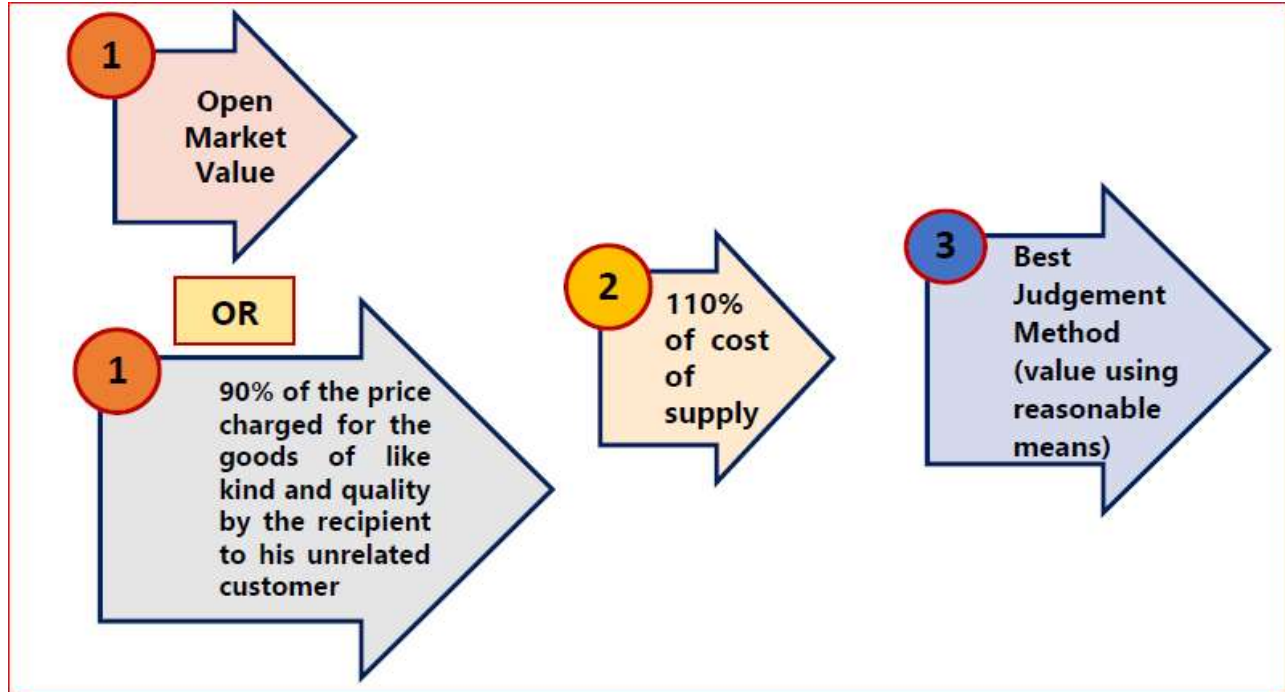 1
Open
Market
Value
OR
1
90% of the price
charged for the
goods of like
kind and quality
by the recipient
to his unrelated
customer
2
110%
of cost
of
supply
3
Best
Judgement
Method
(value using
reasonable
means)